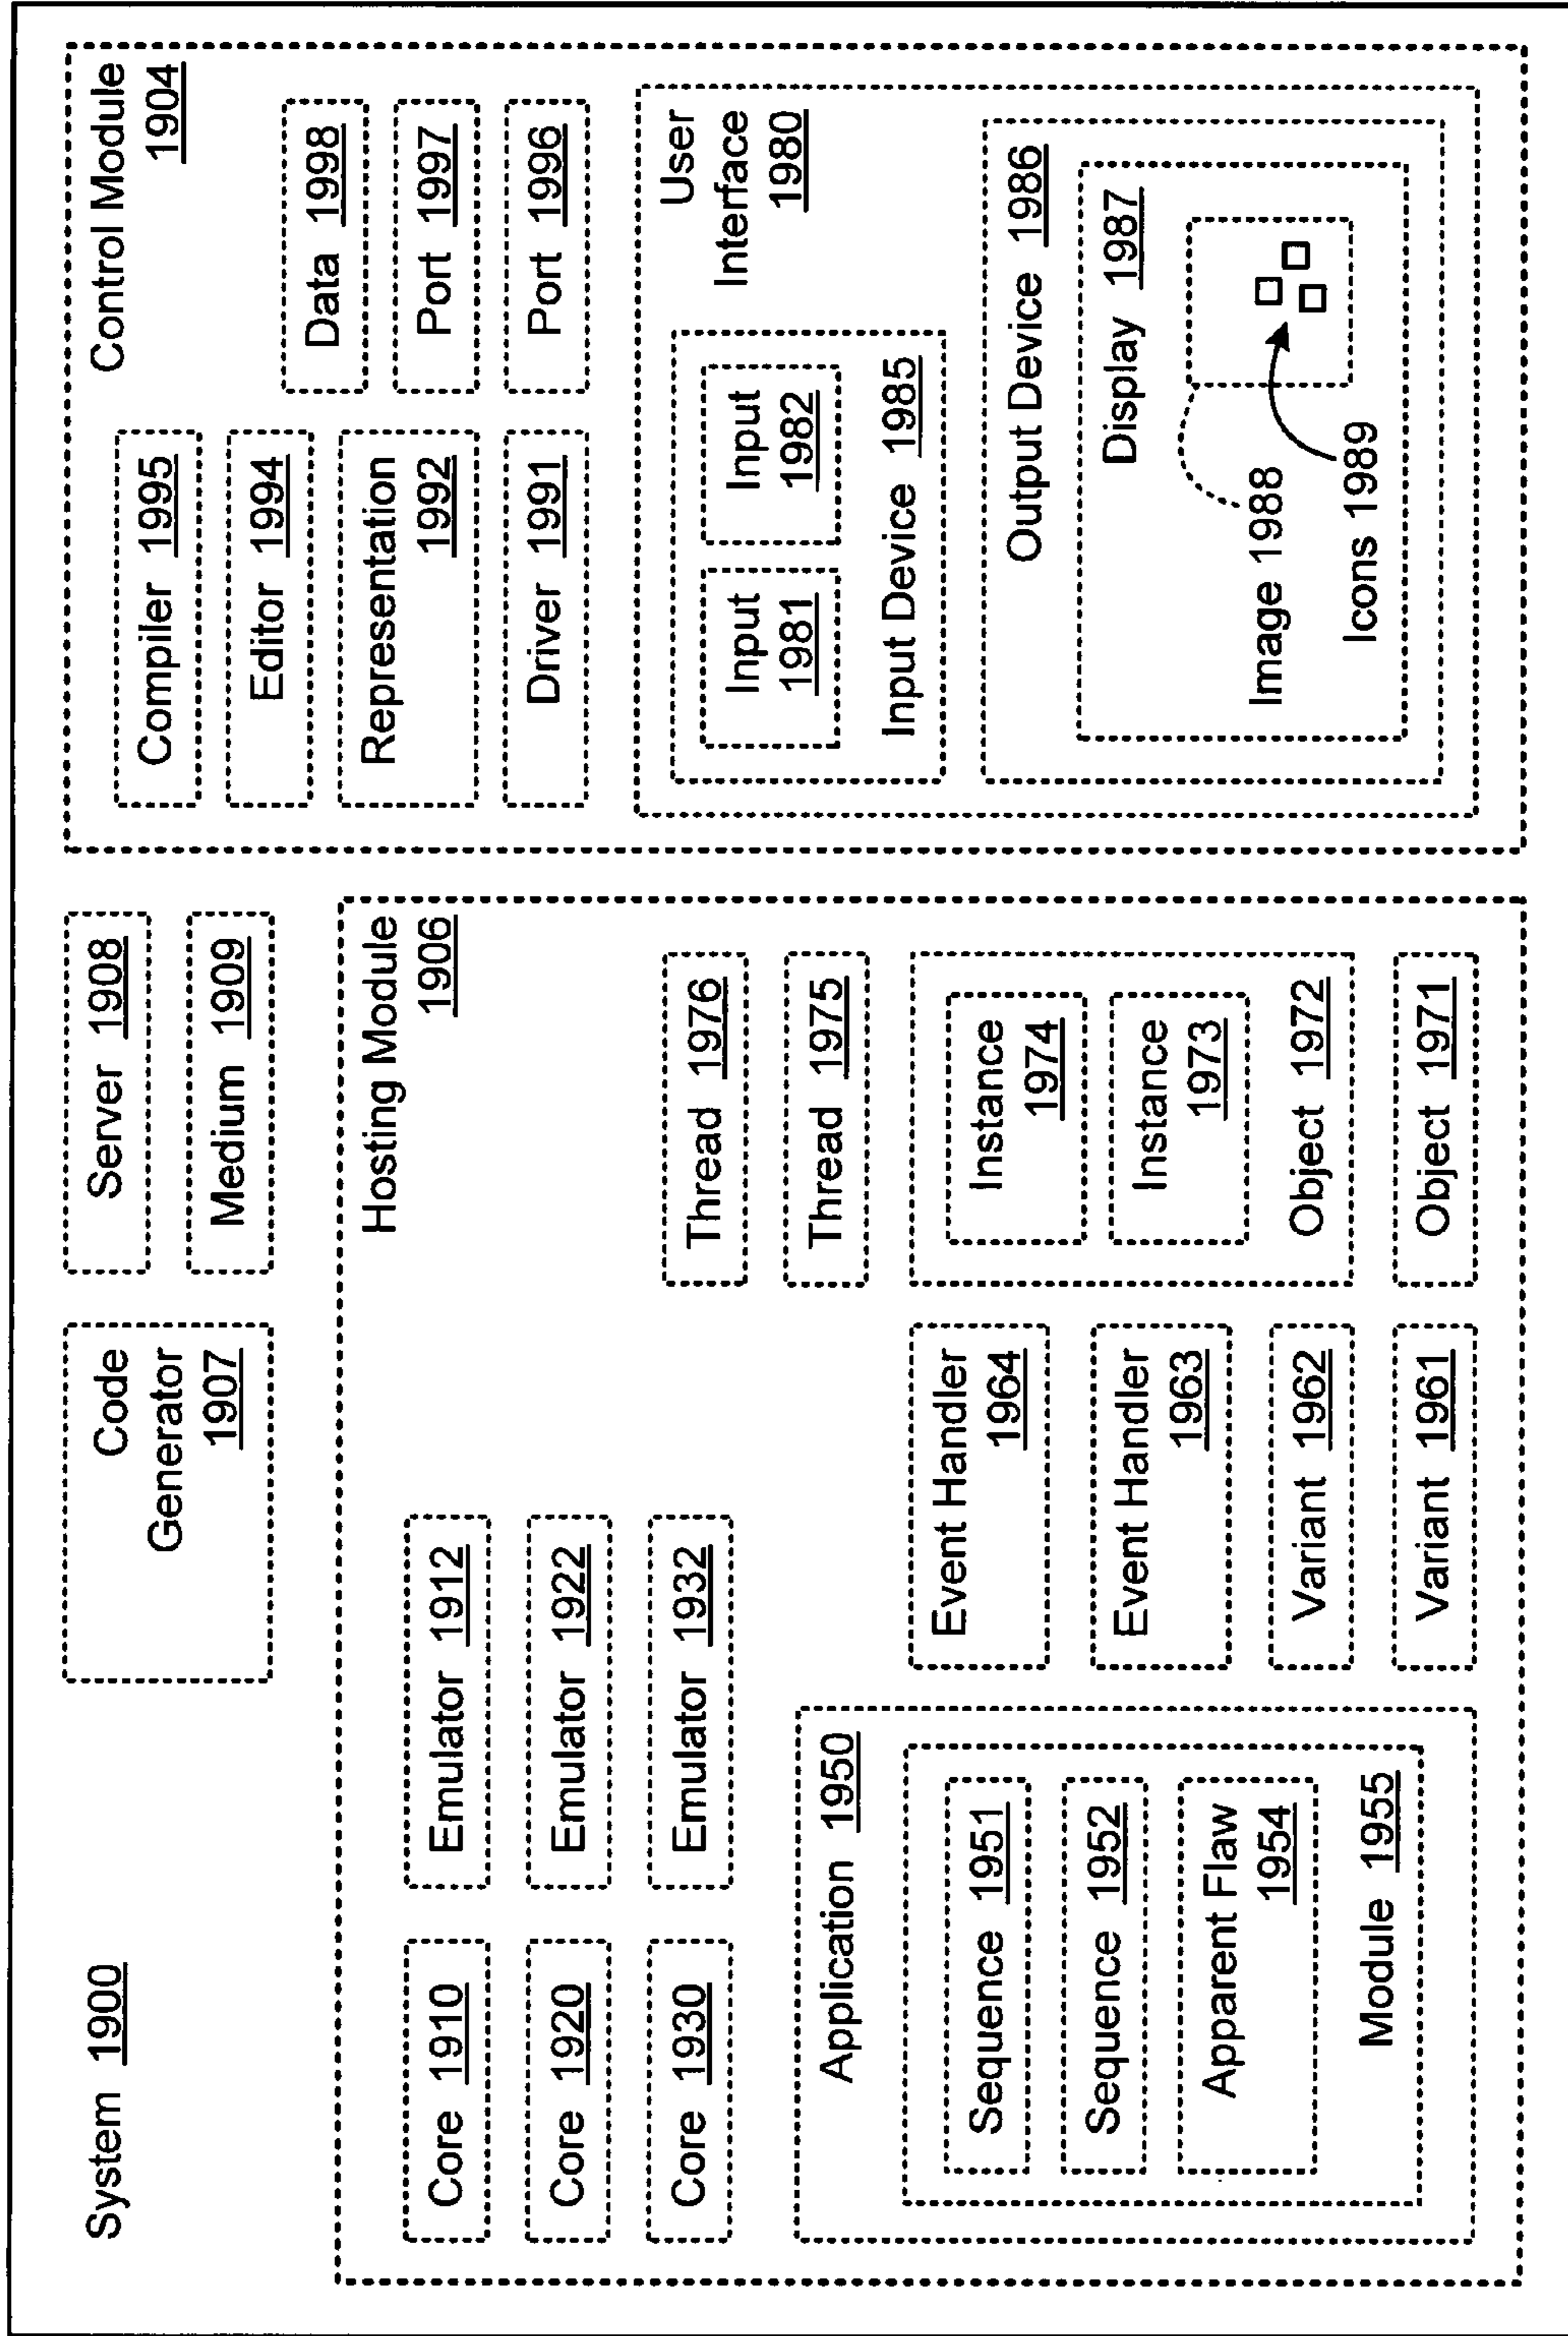 System 1900
Code
Generator
1907
Server 1908
Medium 1909
Hosting Module
1906
Core 1910
Emulator 1912
Core 1920
Emulator 1922
Core 1930
Emulator 1932
Thread 1976
Thread 1975
Application 1950
Sequence 1951
Sequence 1952
Apparent Flaw
1954
Module 1955
Event Handler
1964
Event Handler
1963
Variant 1962
Variant 1961
Instance
1974
Instance
1973
Object 1972
Object 1971
Control Module
1904
Compiler 1995
Editor 1994
Representation
1992
Driver 1991
Data 1998
Port 1997
Port 1996
User
Interface
1980
Input
1981
Input
1982
Input Device 1985
Output Device 1986
Display 1987
Image 1988
Icons 1989